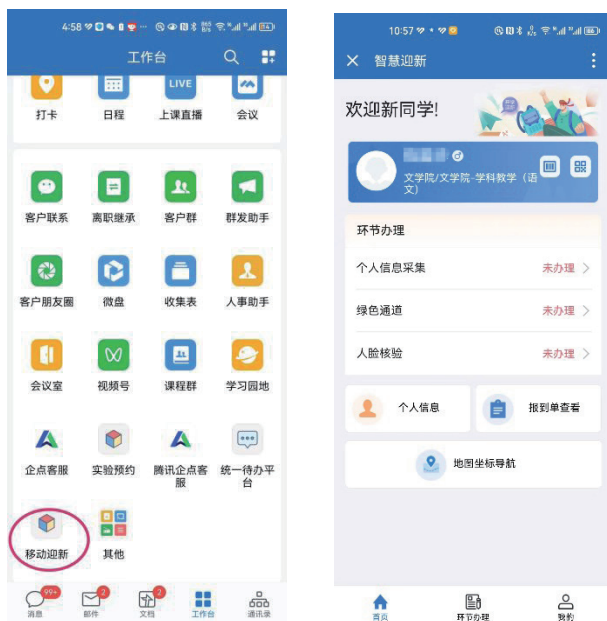 4:58
工作台
LIVE
打卡 日程 上课直播 会议
客户联系 离职继承 客户群 群发助手
客户朋友圈 微盘 收集表 人事助手
会议室 视频号 课程群 学习园地
企点客服 实验预约 腾讯企点客服 统一待办平台
移动迎新 其他
99+ 2 2
消息 邮件 文档 工作台 通讯录
10:57
智慧迎新
欢迎新同学!
文学院/文学院-学科教学（语
文）
环节办理
个人信息采集 未办理
绿色通道 未办理
人脸核验 未办理
个人信息 报到单查看
地图坐标导航
首页 环节办理 我的